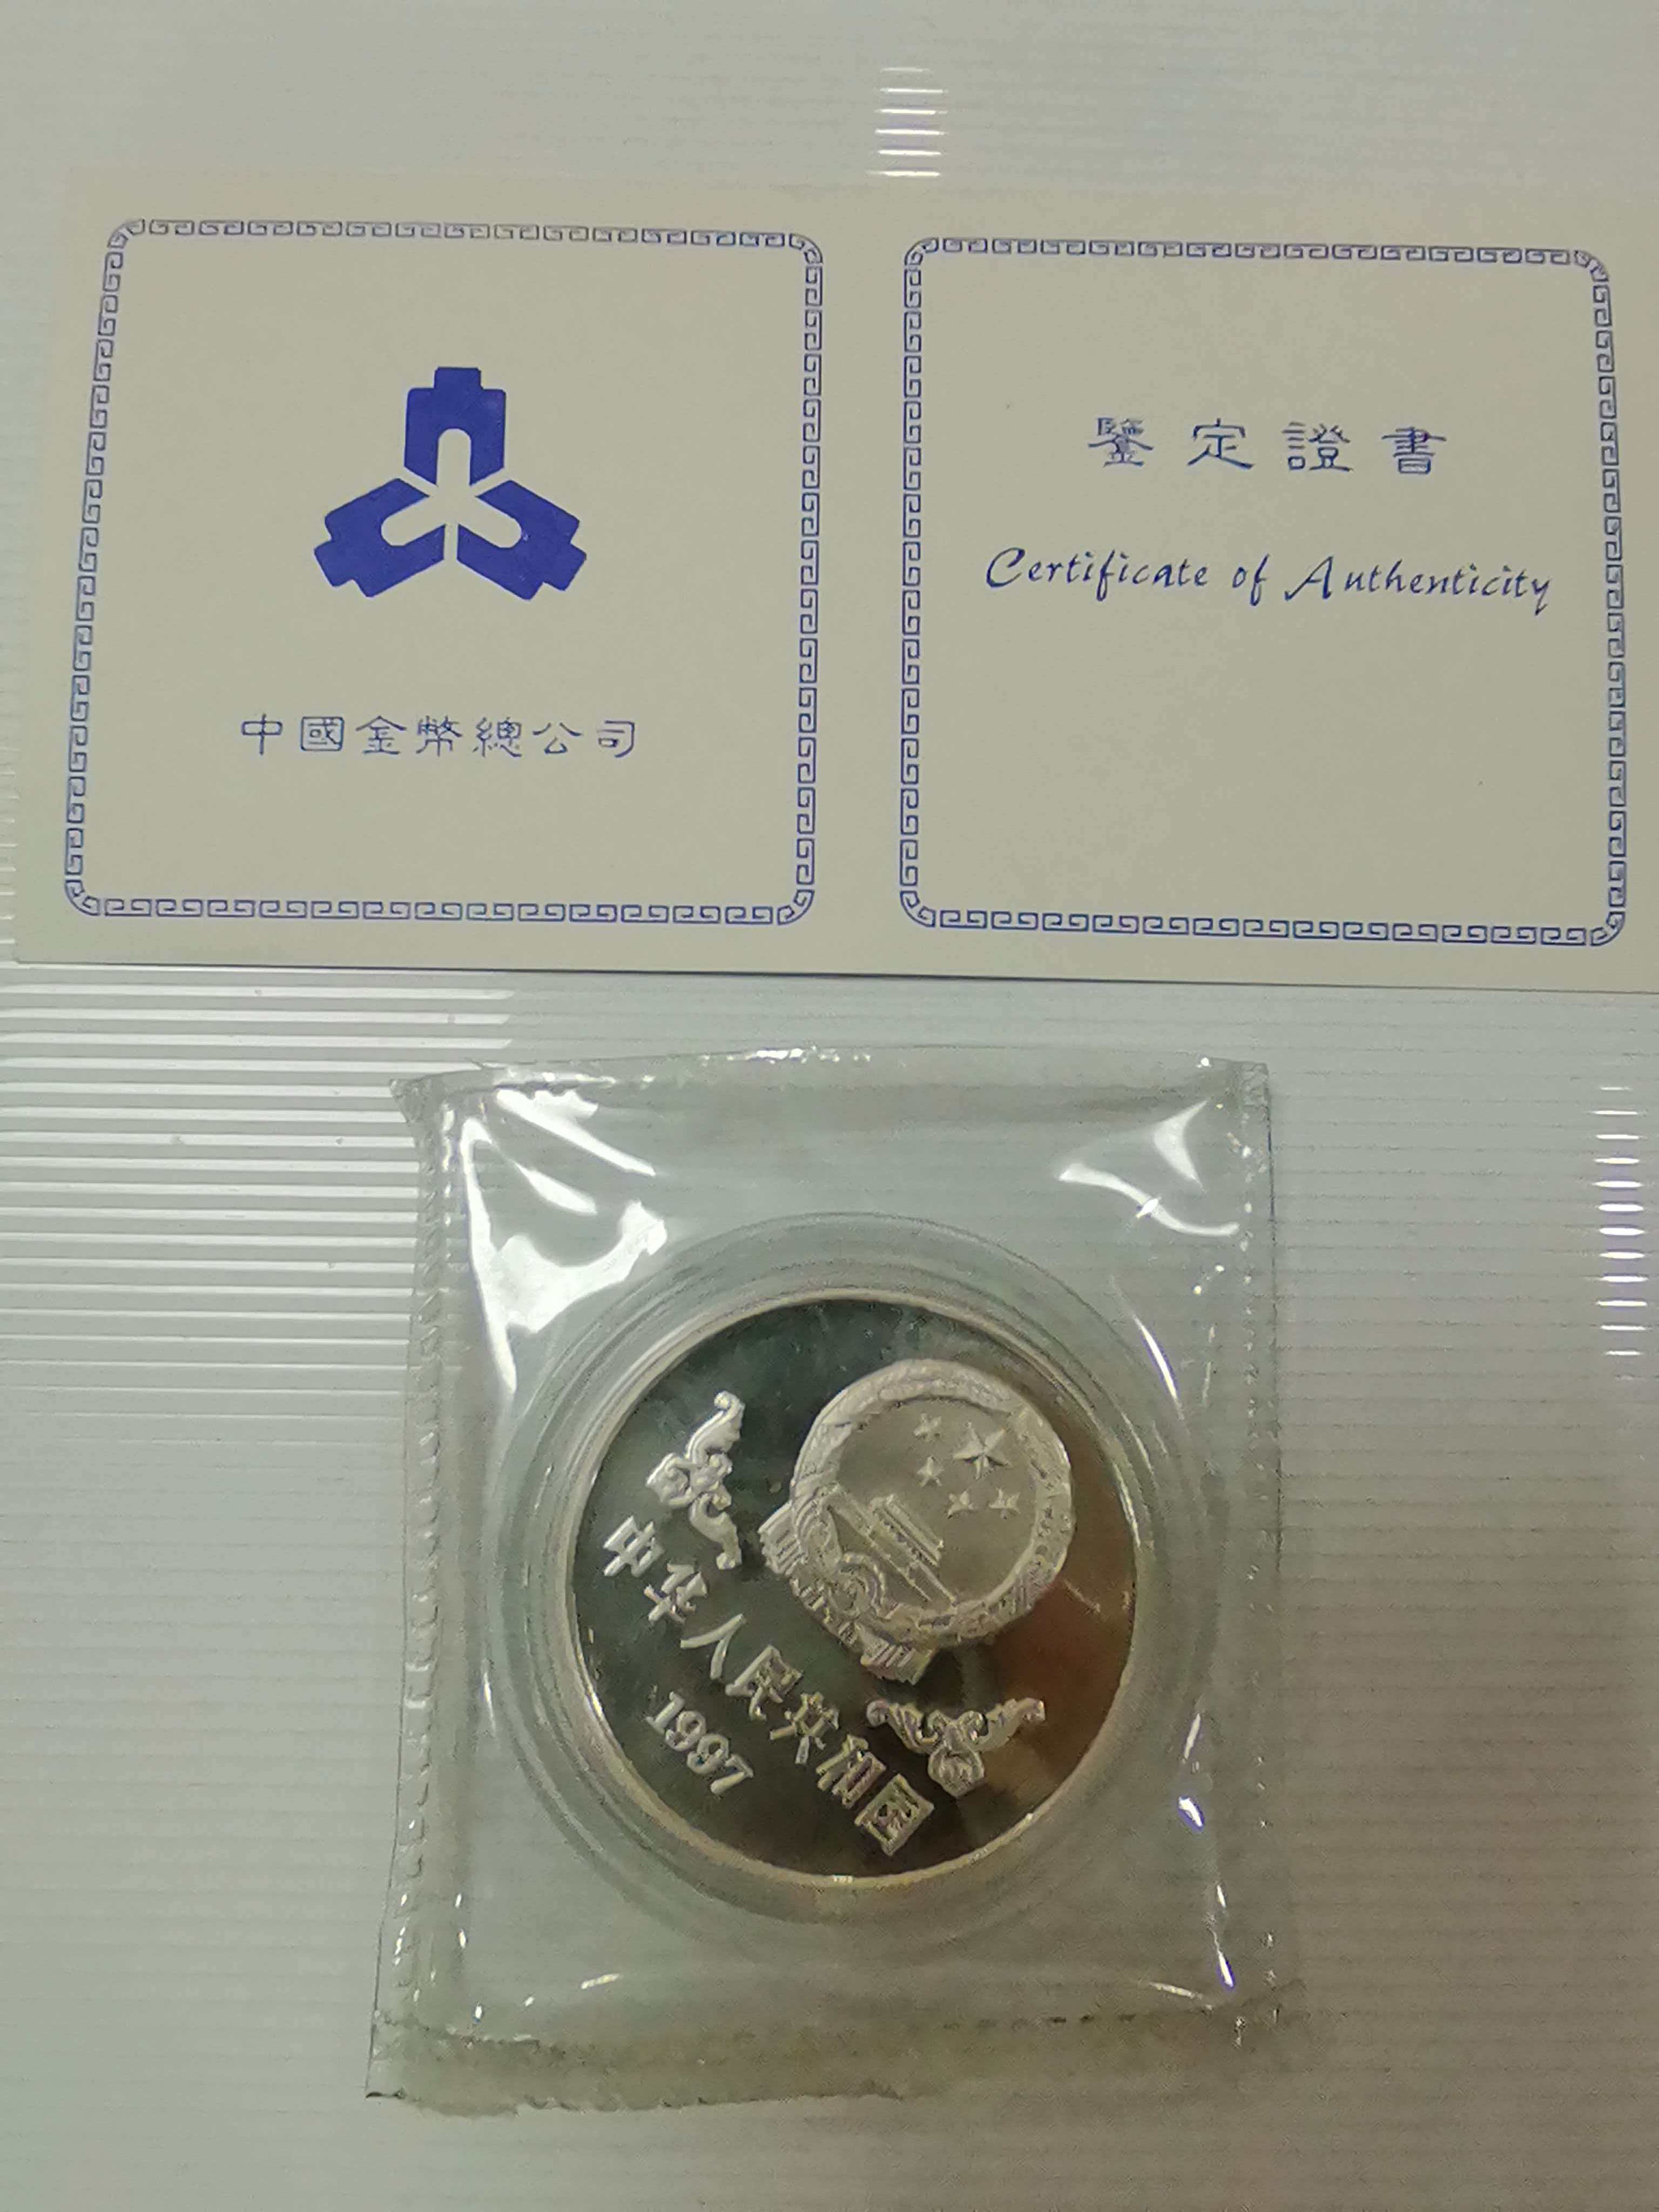 中國金幣總公司
鑒定證書
Certificate of Authenticity
中华人民共和国
1997